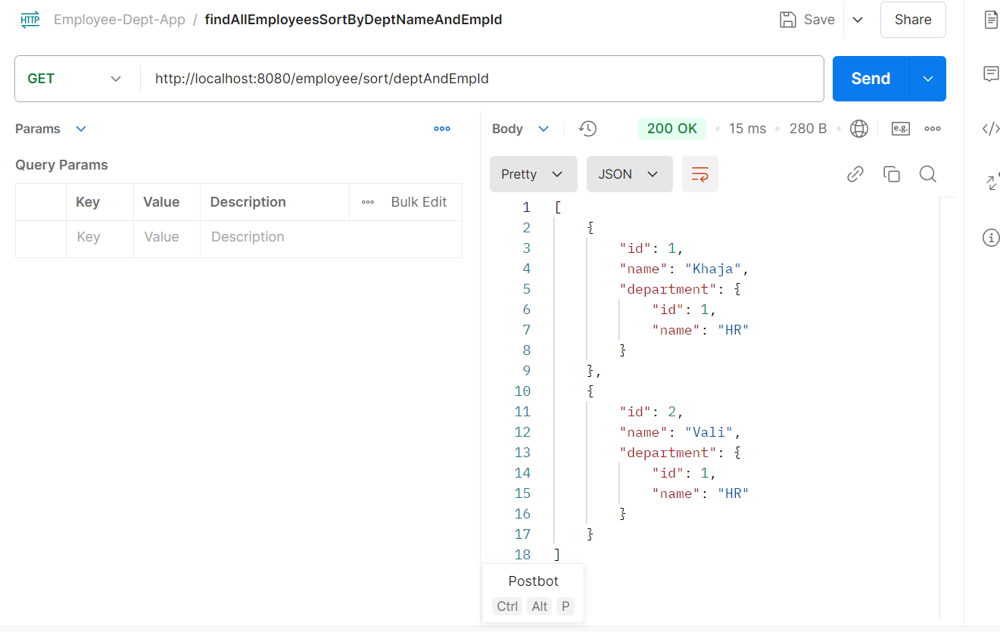 HTTP Employee-Dept-App / findAllEmployeesSortByDeptNameAndEmpId Save Share
GET http://localhost:8080/employee/sort/deptAndEmpId Send
Params
Query Params
Key Value Description Bulk Edit
Key Value Description
Body 200 OK 15 ms 280 B e.g.
Pretty JSON
1 [
2 {
3 "id": 1,
4 "name": "Khaja",
5 "department": {
6 "id": 1,
7 "name": "HR"
8 }
9 },
10 {
11 "id": 2,
12 "name": "Vali",
13 "department": {
14 "id": 1,
15 "name": "HR"
16 }
17 }
18 ]
Postbot
Ctrl Alt P